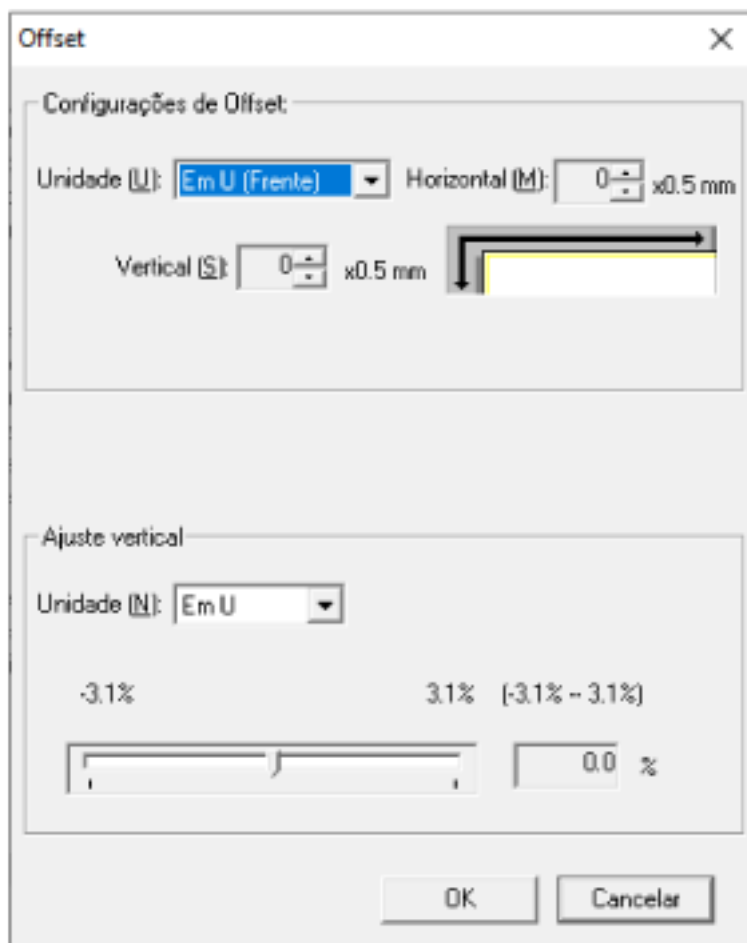 Offset
Configurações de Offset:
Unidade (U): Em U (Frente) Horizontal (M): 0 x0.5 mm
Vertical (S): 0 x0.5 mm
Ajuste vertical
Unidade (N): Em U
-3.1% 3.1% (-3.1% -- 3.1%)
0.0 %
OK Cancelar